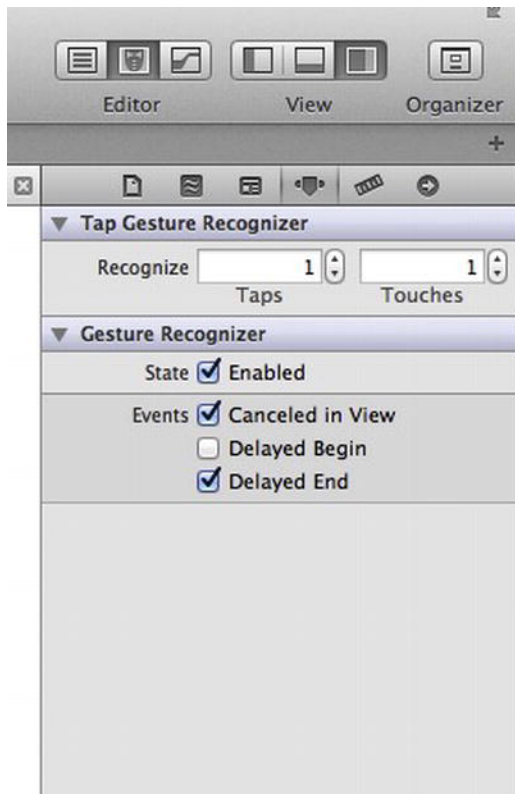 Editor View Organizer
Tap Gesture Recognizer
Recognize 1 1
Taps Touches
Gesture Recognizer
State Enabled
Events Canceled in View
Delayed Begin
Delayed End